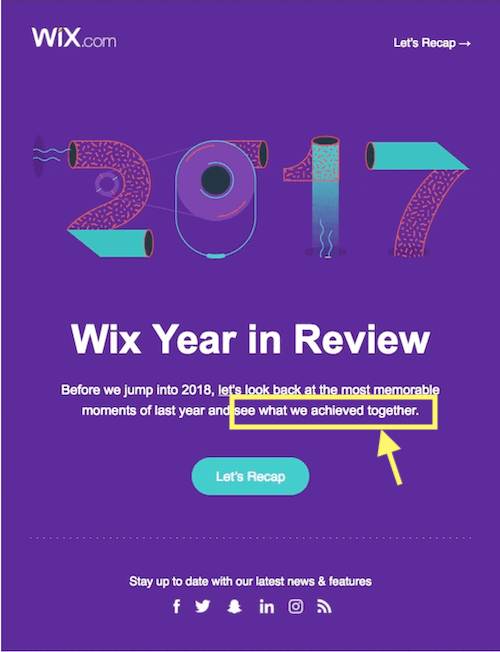 WiX.com
Let's Recap →
2017
Wix Year in Review
Before we jump into 2018, let's look back at the most memorable
moments of last year and see what we achieved together.
Let's Recap
Stay up to date with our latest news & features